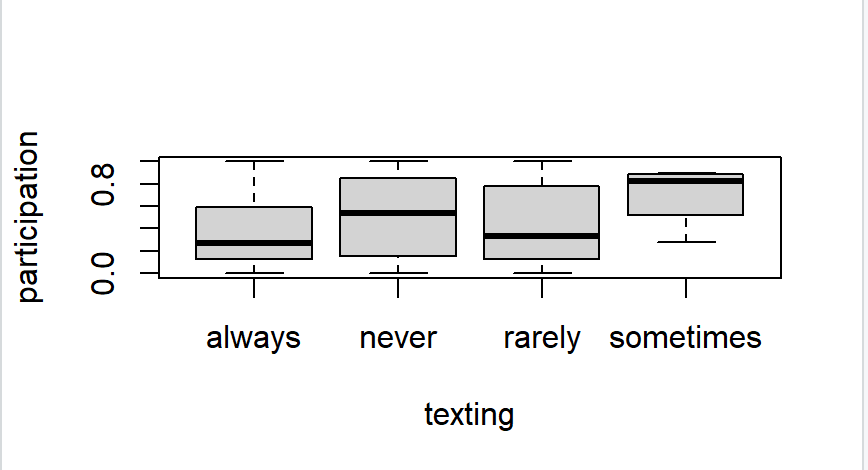 participation
0.8
0.0
always never rarely sometimes
texting